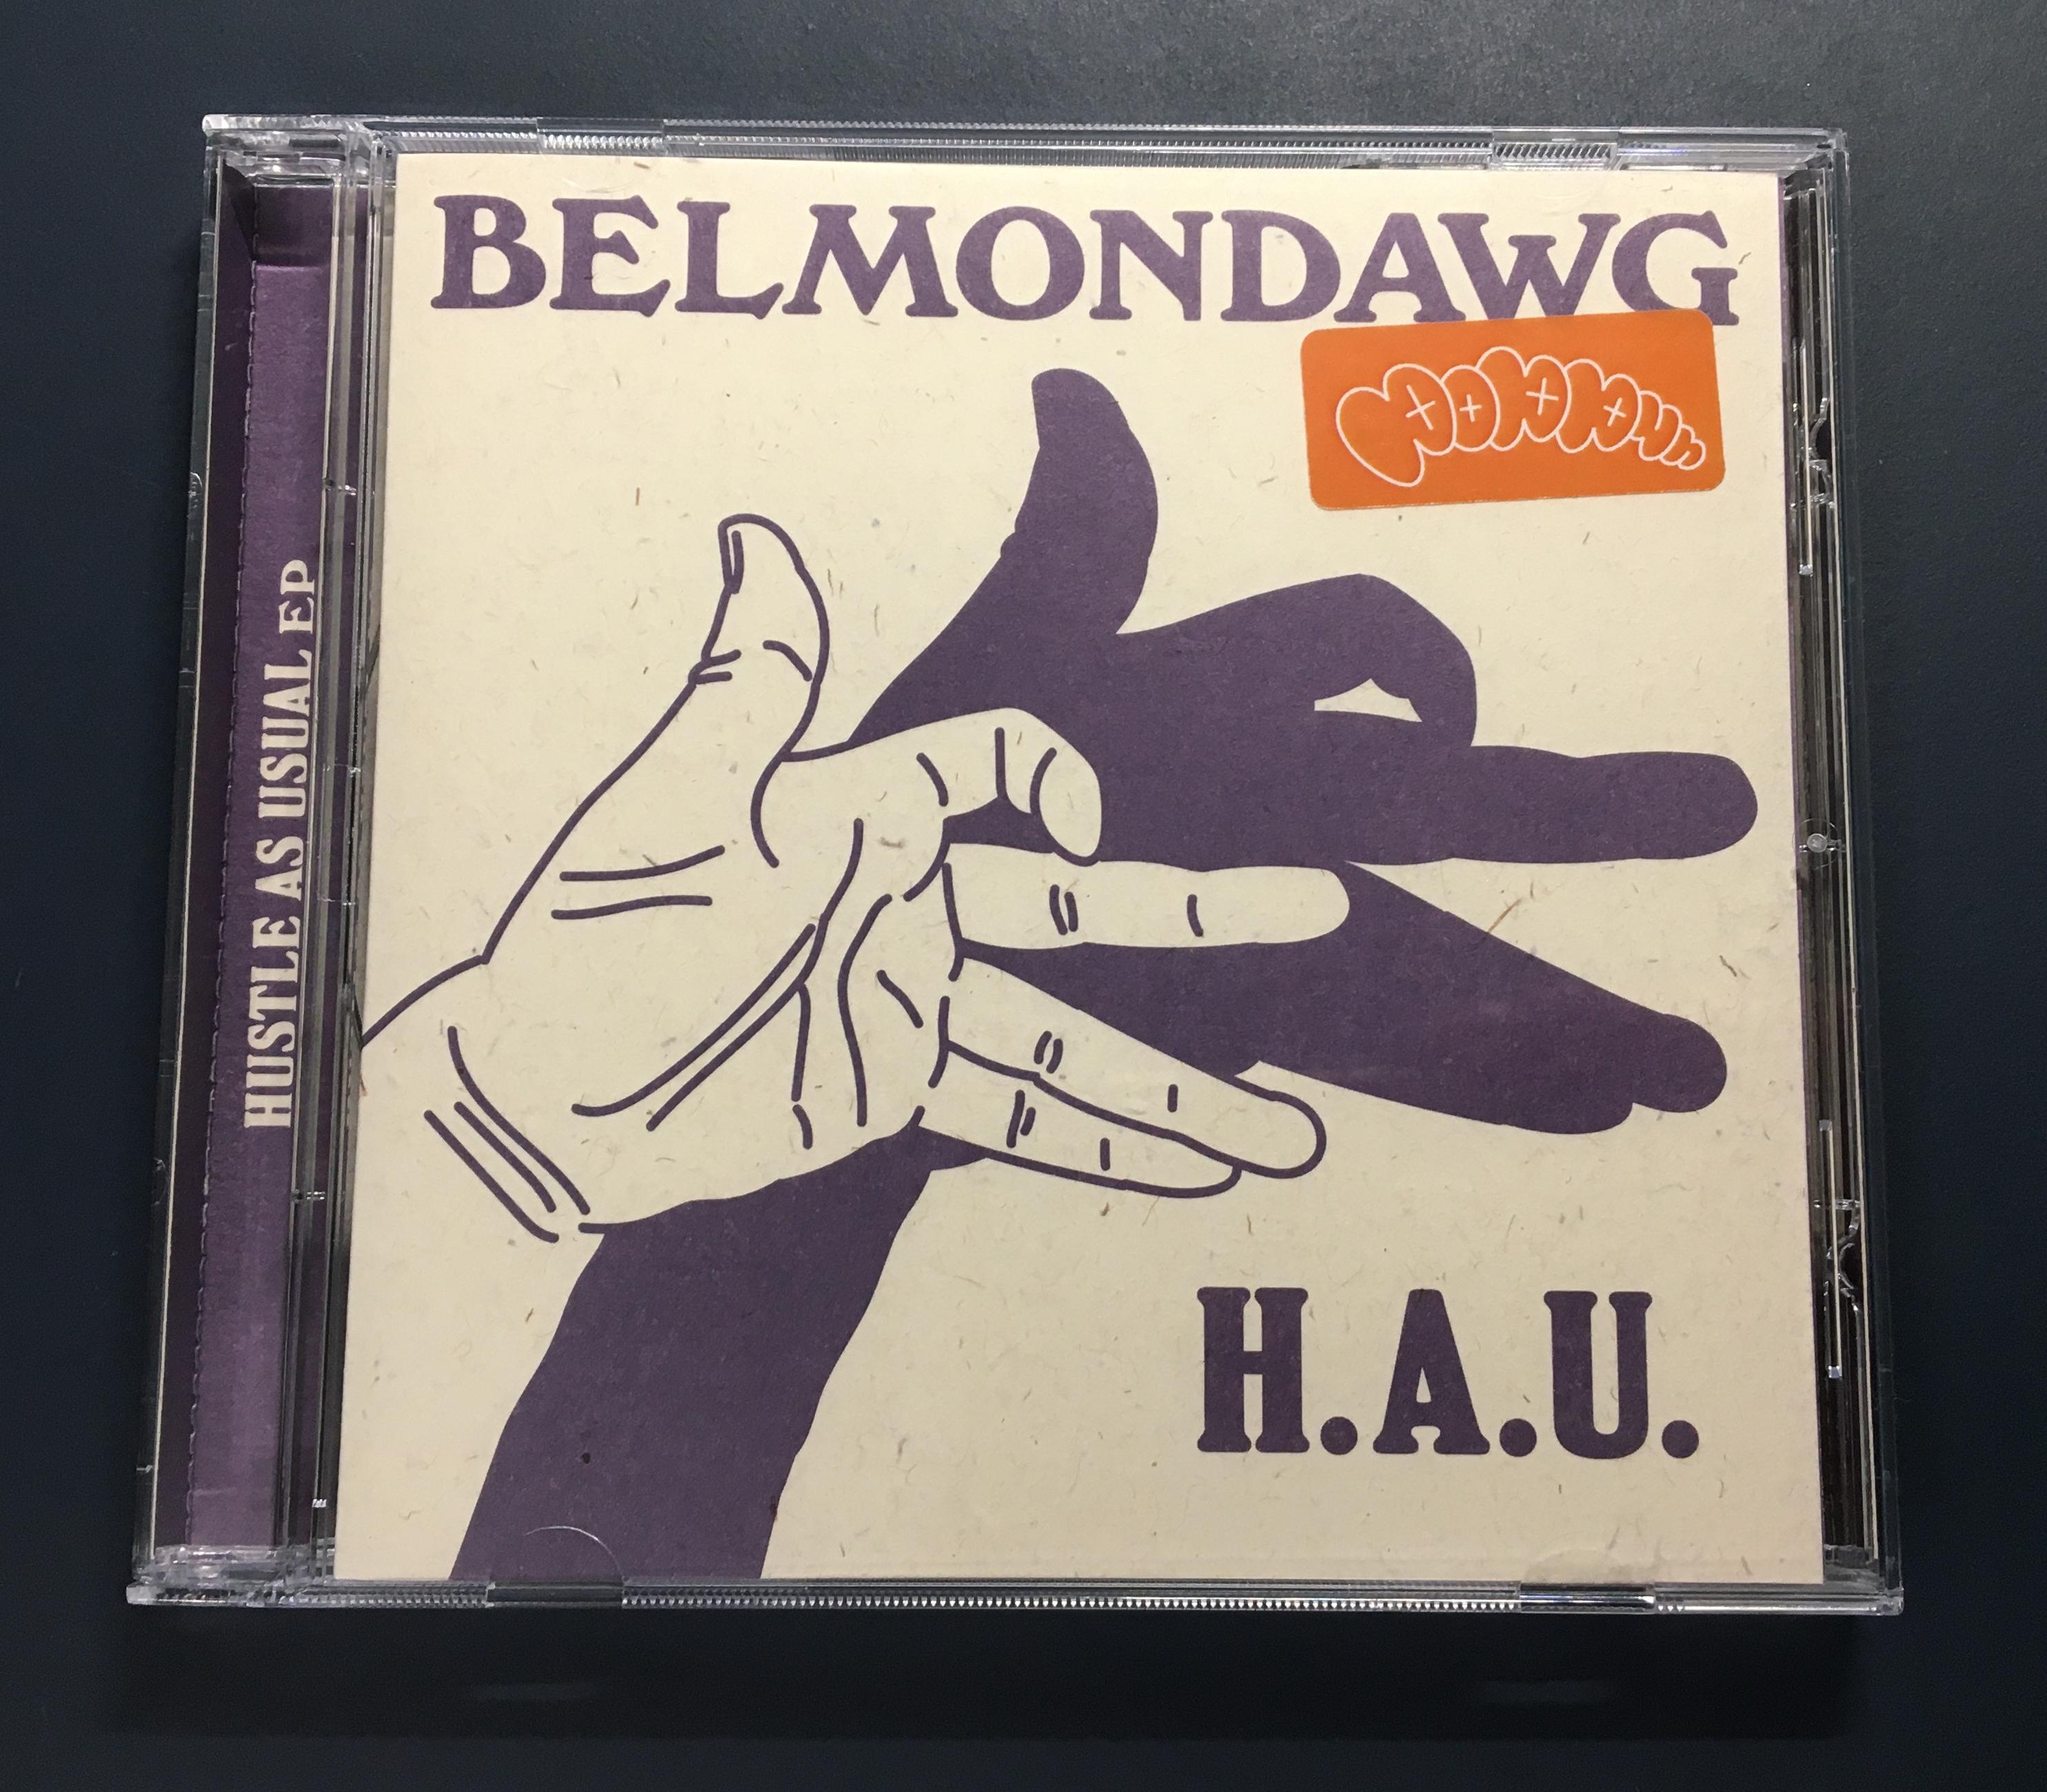 BELMONDAWG
H.A.U.
HUSTLE AS USUAL EP